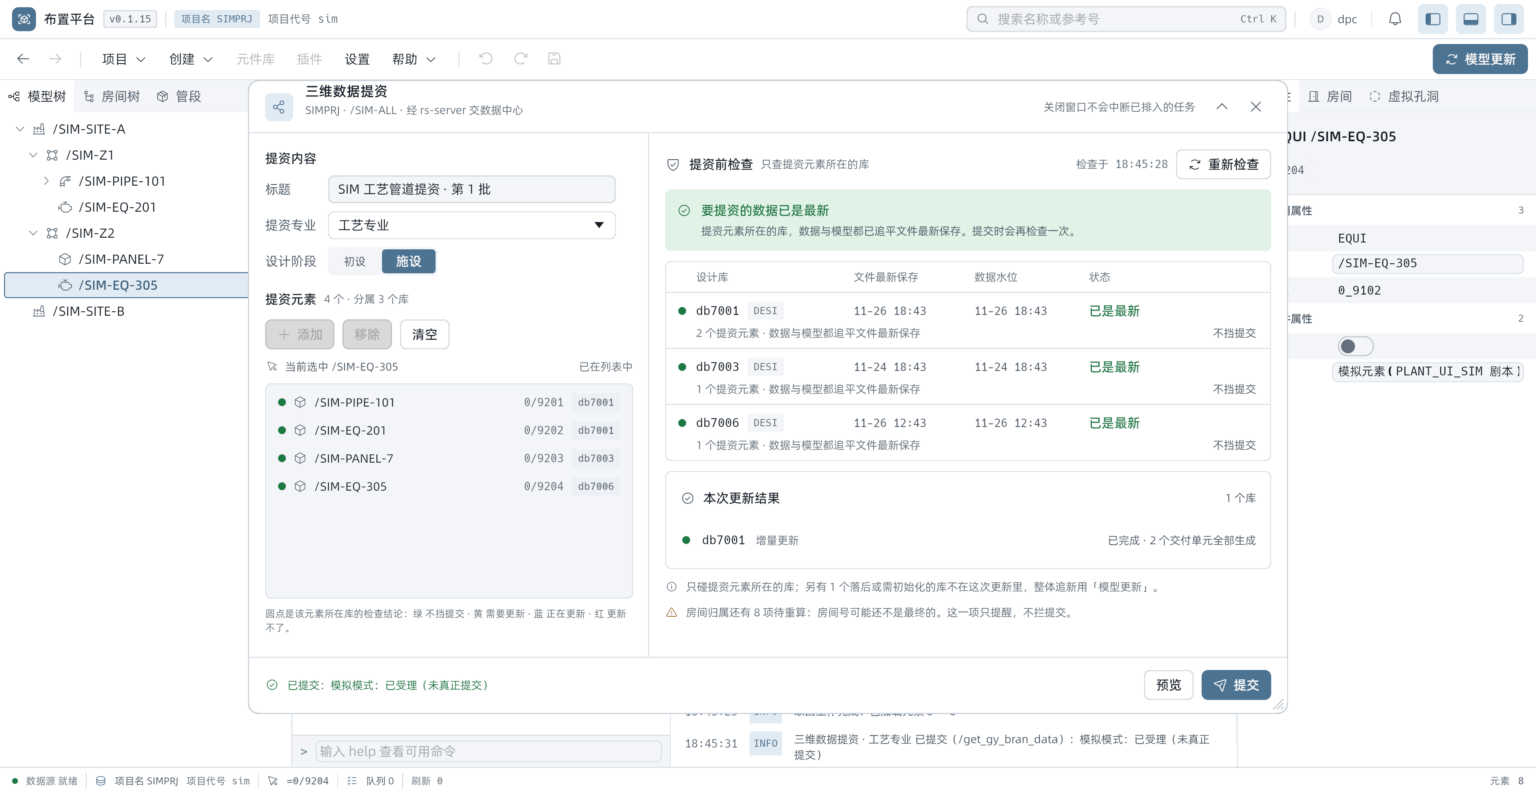 布置平台 v0.1.15 项目名 SIMPRJ 项目代号 sim 搜索名称或参考号 Ctrl K D dpc
项目 创建 元件库 插件 设置 帮助 模型更新
模型树 房间树 管段
/SIM-SITE-A
/SIM-Z1
/SIM-PIPE-101
/SIM-EQ-201
/SIM-Z2
/SIM-PANEL-7
/SIM-EQ-305
/SIM-SITE-B
三维数据提资
SIMPRJ · /SIM-ALL · 经 rs-server 交数据中心
关闭窗口不会中断已排入的任务
提资内容
标题 SIM 工艺管道提资 · 第 1 批
提资专业 工艺专业
设计阶段 初设 施设
提资元素 4 个 · 分属 3 个库
添加 移除 清空
当前选中 /SIM-EQ-305 已在列表中
/SIM-PIPE-101 0/9201 db7001
/SIM-EQ-201 0/9202 db7001
/SIM-PANEL-7 0/9203 db7003
/SIM-EQ-305 0/9204 db7006
圆点是该元素所在库的检查结论：绿 不挡提交 · 黄 需要更新 · 蓝 正在更新 · 红 更新
不了。
提资前检查 只查提资元素所在的库 检查于 18:45:28 重新检查
要提资的数据已是最新
提资元素所在的库，数据与模型都已追平文件最新保存。提交时会再检查一次。
设计库 文件最新保存 数据水位 状态
db7001 DESI 11-26 18:43 11-26 18:43 已是最新
2 个提资元素 · 数据与模型都追平文件最新保存 不挡提交
db7003 DESI 11-24 18:43 11-24 18:43 已是最新
1 个提资元素 · 数据与模型都追平文件最新保存 不挡提交
db7006 DESI 11-26 12:43 11-26 12:43 已是最新
1 个提资元素 · 数据与模型都追平文件最新保存 不挡提交
本次更新结果 1 个库
db7001 增量更新 已完成 · 2 个交付单元全部生成
只碰提资元素所在的库；另有 1 个落后或需初始化的库不在这次更新里，整体追新用「模型更新」。
房间归属还有 8 项待重算：房间号可能还不是最终的。这一项只提醒，不拦提交。
已提交：模拟模式：已受理（未真正提交）
预览 提交
房间 虚拟孔洞
QUI /SIM-EQ-305
204
属性 3
EQUI
/SIM-EQ-305
0_9102
属性 2
模拟元素(PLANT_UI_SIM 剧本)
> 输入 help 查看可用命令
18:45:31 INFO 三维数据提资 · 工艺专业 已提交（/get_gy_bran_data）：模拟模式：已受理（未真正
提交）
数据源 就绪 项目名 SIMPRJ 项目代号 sim =0/9204 队列 0 刷新 0 元素 8